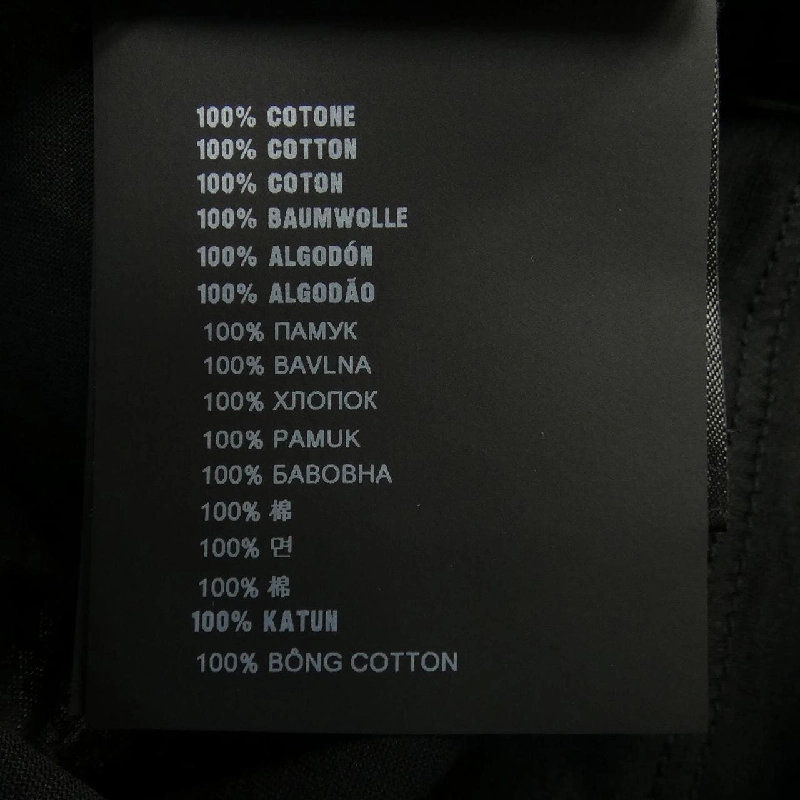 100% COTONE
100% COTTON
100% COTON
100% BAUMWOLLE
100% ALGODÓN
100% ALGODÃO
100% ПАМУК
100% BAVLNA
100% ХЛОПОК
100% PAMUK
100% БАВОВНА
100% 棉
100% 면
100% 棉
100% KATUN
100% BÔNG COTTON